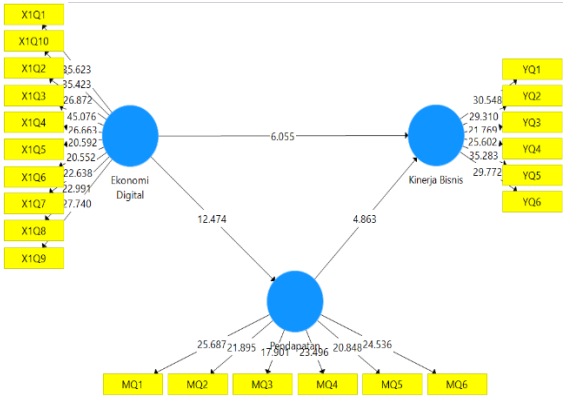 X1Q1
X1Q10
X1Q2
X1Q3
X1Q4
X1Q5
X1Q6
X1Q7
X1Q8
X1Q9
35.623
35.423
26.872
45.076
26.663
20.592
20.552
22.638
22.991
27.740
Ekonomi
Digital
6.055
12.474
4.863
Kinerja Bisnis
30.548
29.310
21.769
25.602
35.283
29.772
YQ1
YQ2
YQ3
YQ4
YQ5
YQ6
Pendapatan
25.687
21.895
17.901
23.496
20.848
24.536
MQ1
MQ2
MQ3
MQ4
MQ5
MQ6